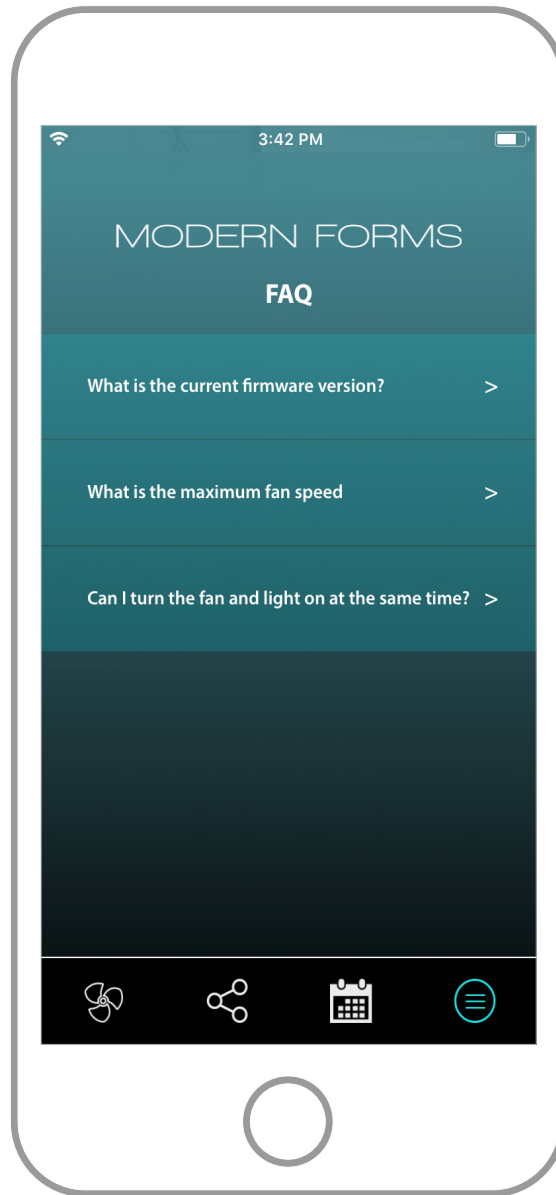 3:42 PM
MODERN FORMS
FAQ
What is the current firmware version? >
What is the maximum fan speed >
Can I turn the fan and light on at the same time? >